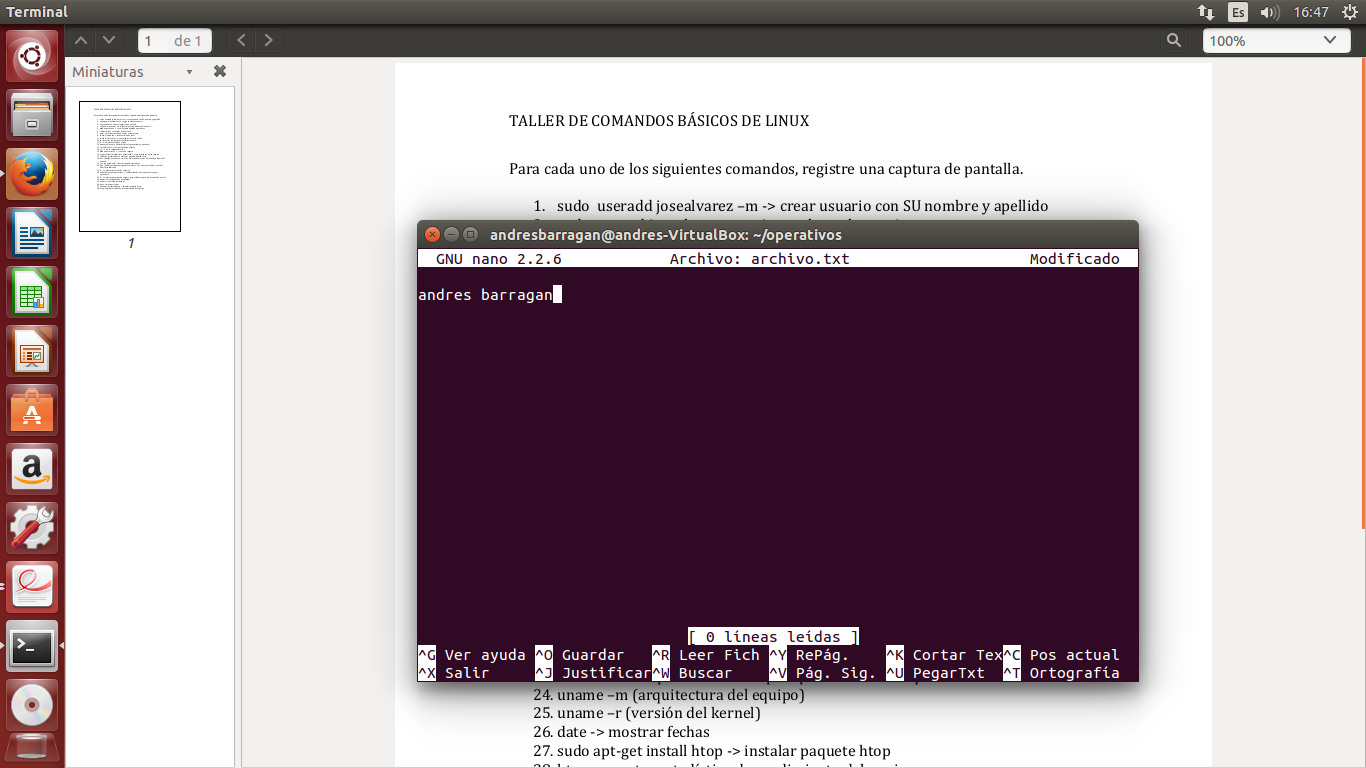 Terminal
Es
16:47
1 de 1
100%
Miniaturas
1
TALLER DE COMANDOS BÁSICOS DE LINUX
Para cada uno de los siguientes comandos, registre una captura de pantalla.
1. sudo useradd josealvarez –m -> crear usuario con SU nombre y apellido
andresbarragan@andres-VirtualBox: ~/operativos
GNU nano 2.2.6 Archivo: archivo.txt Modificado
andres barragan
[ 0 líneas leídas ]
^G Ver ayuda ^O Guardar ^R Leer Fich ^Y RePág. ^K Cortar Tex ^C Pos actual
^X Salir ^J Justificar ^W Buscar ^V Pág. Sig. ^U PegarTxt ^T Ortografía
24. uname –m (arquitectura del equipo)
25. uname –r (versión del kernel)
26. date -> mostrar fechas
27. sudo apt-get install htop -> instalar paquete htop